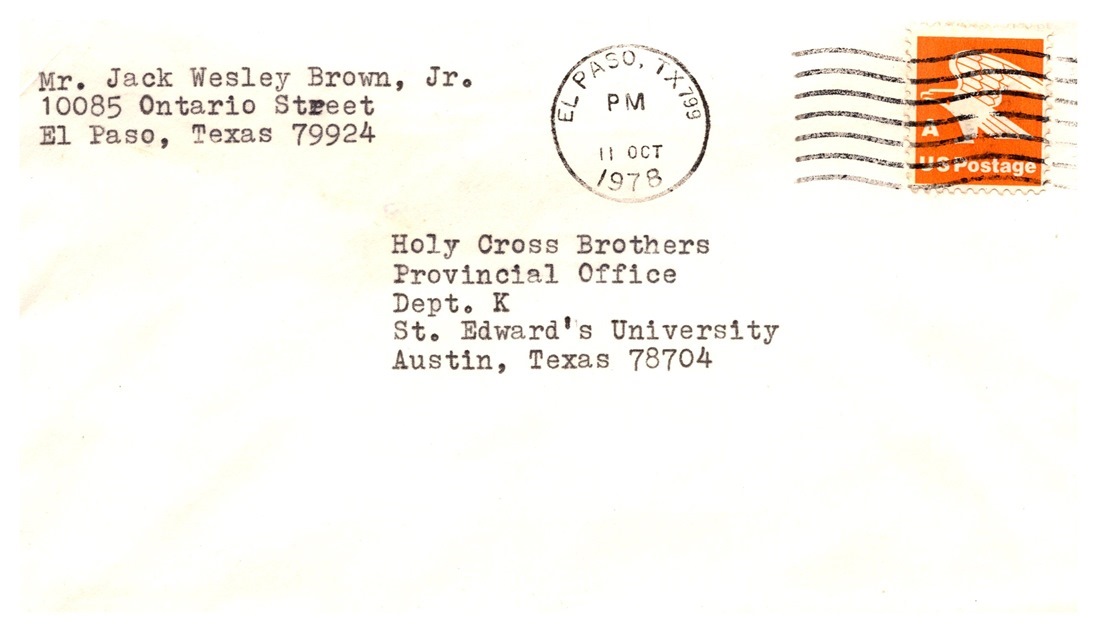 Mr. Jack Wesley Brown, Jr.
10085 Ontario Street
El Paso, Texas 79924
EL PASO, TX 799
PM
11 OCT
1978
A
US Postage
Holy Cross Brothers
Provincial Office
Dept. K
St. Edward's University
Austin, Texas 78704